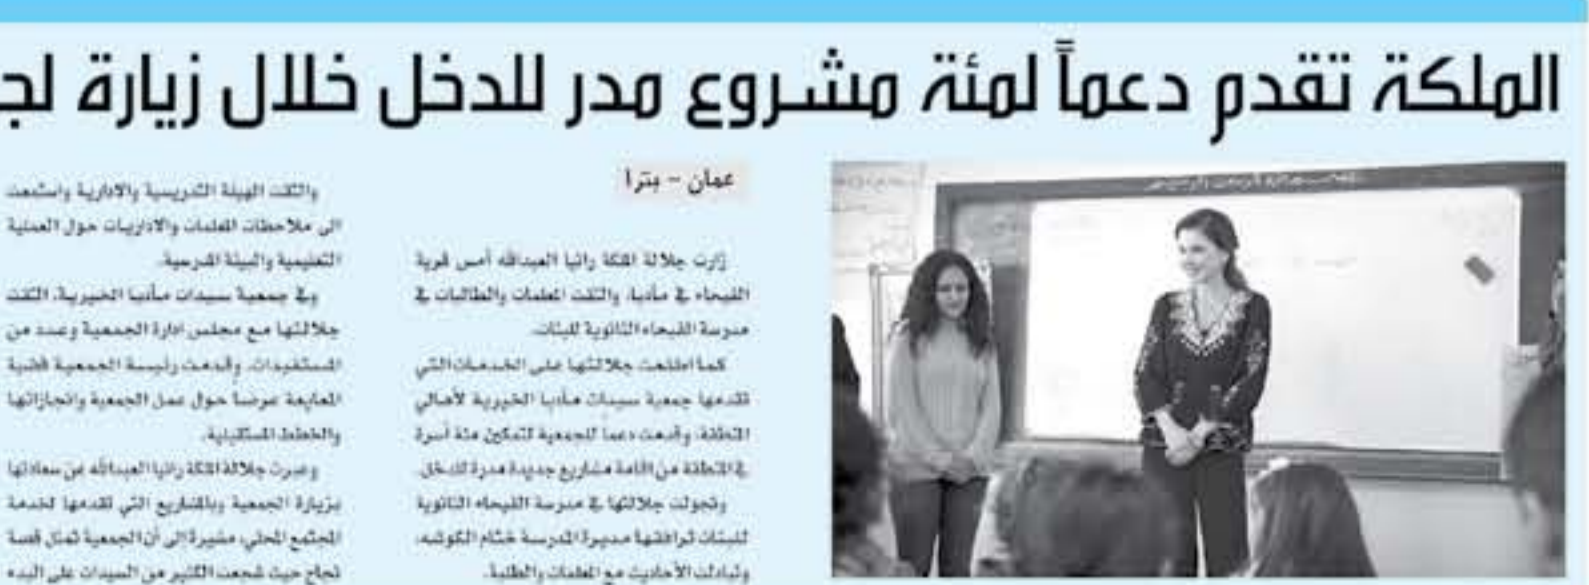 الملكة تقدم دعماً لمئة مشروع مدر للدخل خلال زيارة لجـ
عمان - بترا
زارت جلالة الملكة رانيا العبدالله أمس قرية
الفيحاء في مأدبا، والتقت المعلمات والطالبات في
مدرسة الفيحاء الثانوية للبنات.
كما اطلعت جلالتها على الخدمات التي
تقدمها جمعية سيدات مأدبا الخيرية لأهالي
المنطقة، وقدمت دعما للجمعية لتمكين مئة أسرة
في المنطقة من اقامة مشاريع جديدة مدرة للدخل.
وتجولت جلالتها في مدرسة الفيحاء الثانوية
للبنات ترافقها مديرة المدرسة ختام الكوشه،
وتبادلت الأحاديث مع المعلمات والطلبة.
والتقت الهيئة التدريسية والادارية واستمعت
الى ملاحظات المعلمات والاداريات حول العملية
التعليمية والبيئة المدرسية.
وفي جمعية سيدات مأدبا الخيرية، التقت
جلالتها مع مجلس ادارة الجمعية وعدد من
المستفيدات، وقدمت رئيسة الجمعية فضية
المعايعة عرضا حول عمل الجمعية وانجازاتها
والخطط المستقبلية.
وعبرت جلالة الملكة رانيا العبدالله عن سعادتها
بزيارة الجمعية وبالمشاريع التي تقدمها لخدمة
المجتمع المحلي، مشيرة إلى أن الجمعية تمثل قصة
نجاح حيث شجعت الكثير من السيدات على البدء